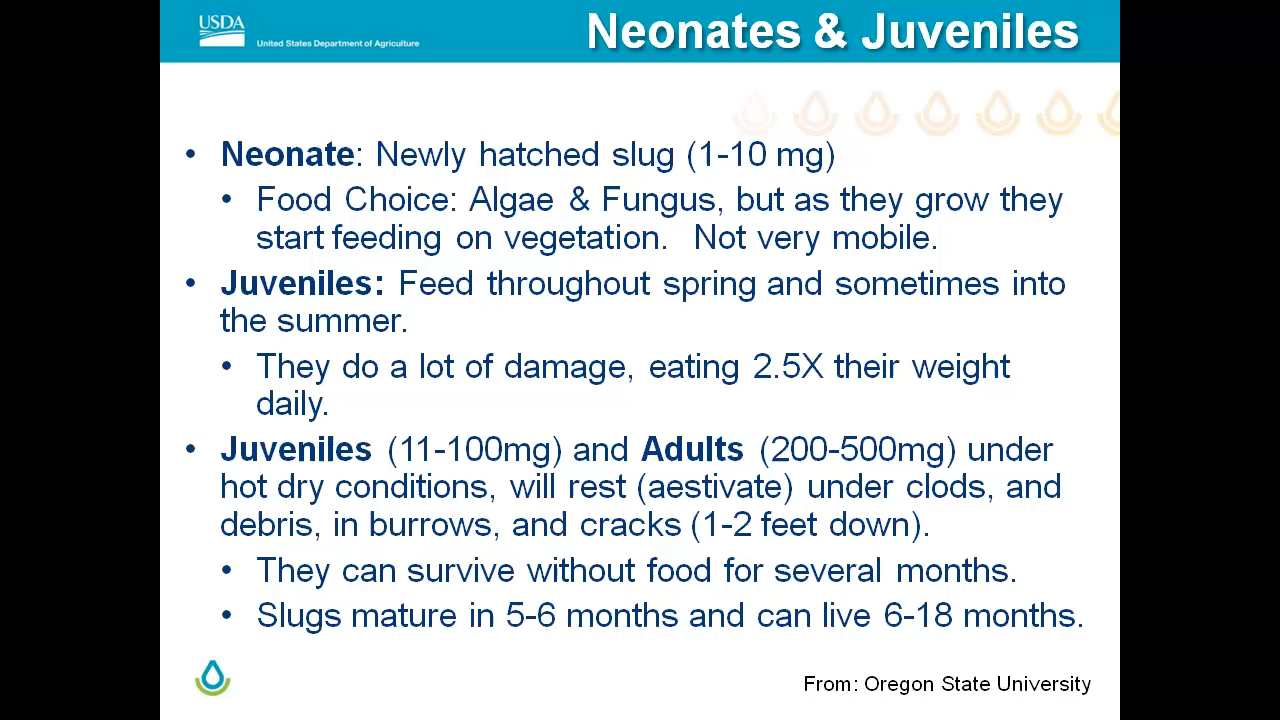 USDA
United States Department of Agriculture
Neonates & Juveniles
• Neonate: Newly hatched slug (1-10 mg)
• Food Choice: Algae & Fungus, but as they grow they
start feeding on vegetation. Not very mobile.
• Juveniles: Feed throughout spring and sometimes into
the summer.
• They do a lot of damage, eating 2.5X their weight
daily.
• Juveniles (11-100mg) and Adults (200-500mg) under
hot dry conditions, will rest (aestivate) under clods, and
debris, in burrows, and cracks (1-2 feet down).
• They can survive without food for several months.
• Slugs mature in 5-6 months and can live 6-18 months.
From: Oregon State University